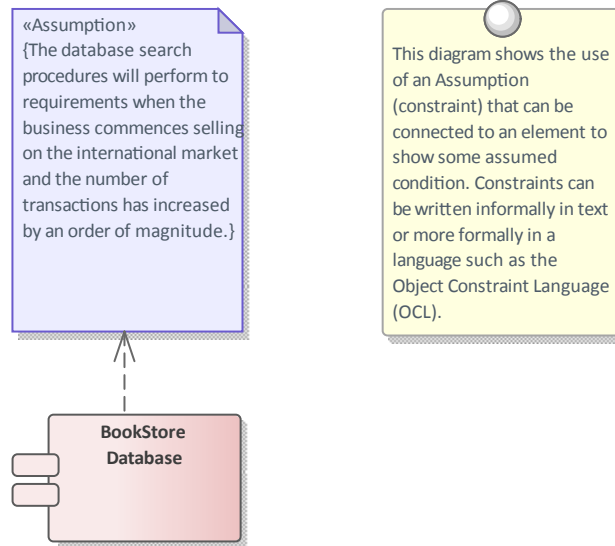 «Assumption»
{The database search
procedures will perform to
requirements when the
business commences selling
on the international market
and the number of
transactions has increased
by an order of magnitude.}
This diagram shows the use
of an Assumption
(constraint) that can be
connected to an element to
show some assumed
condition. Constraints can
be written informally in text
or more formally in a
language such as the
Object Constraint Language
(OCL).
BookStore
Database